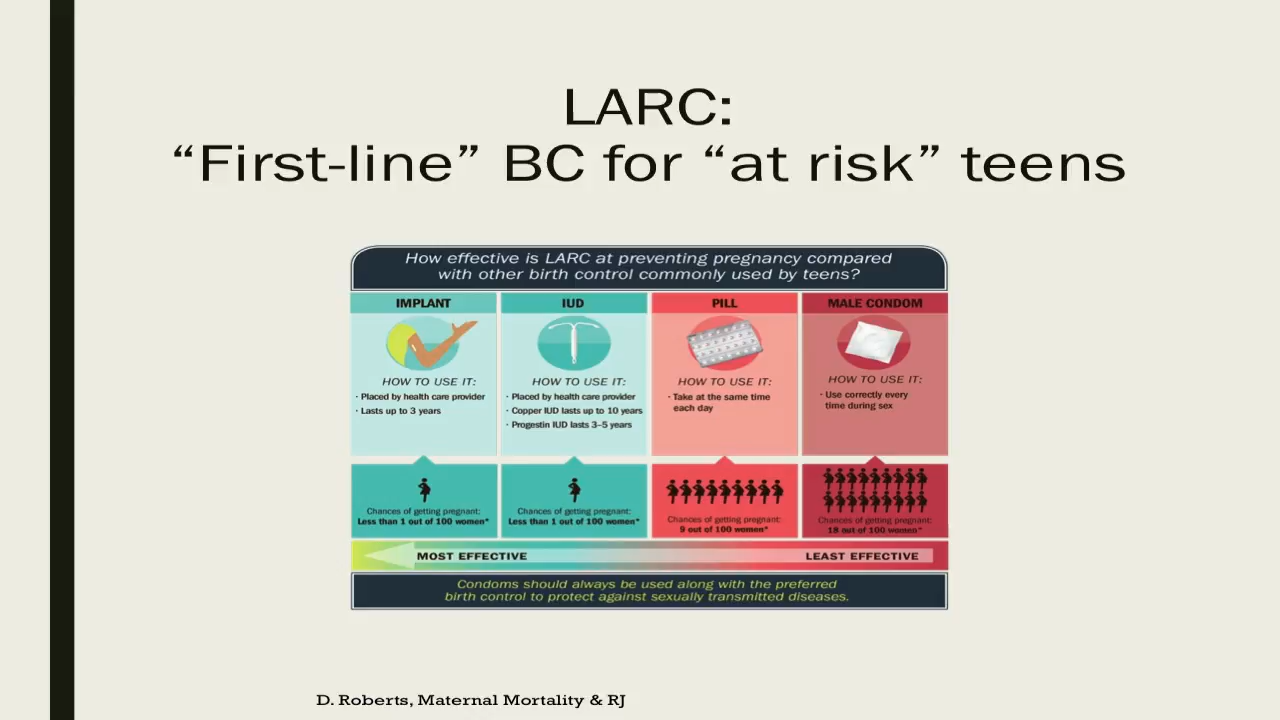 LARC:
“First-line” BC for “at risk” teens
How effective is LARC at preventing pregnancy compared
with other birth control commonly used by teens?
IMPLANT
HOW TO USE IT:
· Placed by health care provider
· Lasts up to 3 years
Chances of getting pregnant:
Less than 1 out of 100 women*
IUD
HOW TO USE IT:
· Placed by health care provider
· Copper IUD lasts up to 10 years
· Progestin IUD lasts 3–5 years
Chances of getting pregnant:
Less than 1 out of 100 women*
PILL
HOW TO USE IT:
· Take at the same time
each day
Chances of getting pregnant:
9 out of 100 women*
MALE CONDOM
HOW TO USE IT:
· Use correctly every
time during sex
Chances of getting pregnant:
18 out of 100 women*
MOST EFFECTIVE
LEAST EFFECTIVE
Condoms should always be used along with the preferred
birth control to protect against sexually transmitted diseases.
D. Roberts, Maternal Mortality & RJ